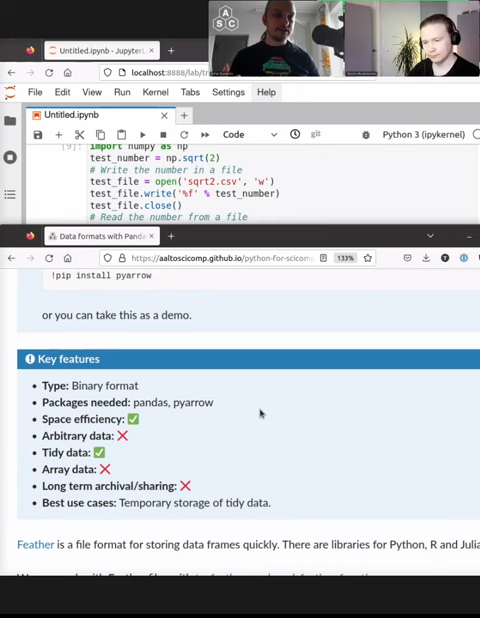 A
S C
Untitled.ipynb - Jupyter
localhost:8888/lab/tr
File Edit View Run Kernel Tabs Settings Help
Untitled.ipynb
Code
git
Python 3 (ipykernel)
[9]: import numpy as np
test_number = np.sqrt(2)
# Write the number in a file
test_file = open('sqrt2.csv', 'w')
test_file.write('%f' % test_number)
test_file.close()
# Read the number from a file
Data formats with Panda
https://aaltoscicomp.github.io/python-for-scicomp
133%
!pip install pyarrow
or you can take this as a demo.
Key features
Type: Binary format
Packages needed: pandas, pyarrow
Space efficiency: ✅
Arbitrary data: ❌
Tidy data: ✅
Array data: ❌
Long term archival/sharing: ❌
Best use cases: Temporary storage of tidy data.
Feather is a file format for storing data frames quickly. There are libraries for Python, R and Julia